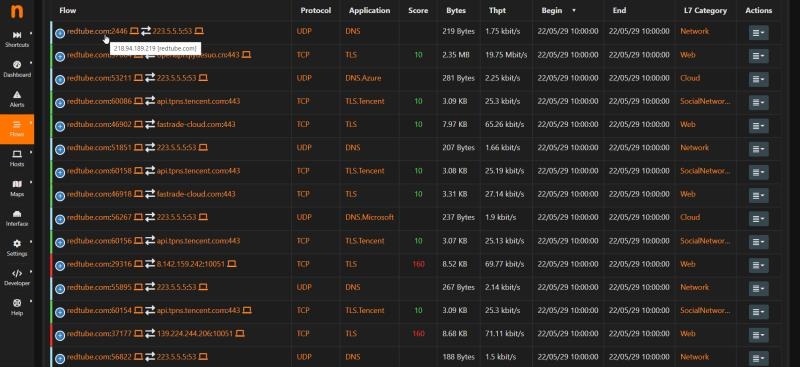 n
Flow Protocol Application Score Bytes Thpt Begin ▼ End L7 Category Actions
redtube.com:2446 223.5.5.5:53 UDP DNS 219 Bytes 1.75 kbit/s 22/05/29 10:00:00 22/05/29 10:00:00 Network
218.94.189.219 [redtube.com]
:443 TCP TLS 10 2.35 MB 19.75 Mbit/s 22/05/29 10:00:00 22/05/29 10:00:00 Web
redtube.com:53211 223.5.5.5:53 UDP DNS.Azure 281 Bytes 2.25 kbit/s 22/05/29 10:00:00 22/05/29 10:00:00 Cloud
redtube.com:60086 api.tpns.tencent.com:443 TCP TLS.Tencent 10 3.09 KB 25.3 kbit/s 22/05/29 10:00:00 22/05/29 10:00:00 SocialNetwor...
redtube.com:46902 fastrade-cloud.com:443 TCP TLS 10 7.97 KB 65.26 kbit/s 22/05/29 10:00:00 22/05/29 10:00:00 Web
redtube.com:51851 223.5.5.5:53 UDP DNS 207 Bytes 1.66 kbit/s 22/05/29 10:00:00 22/05/29 10:00:00 Network
redtube.com:60158 api.tpns.tencent.com:443 TCP TLS.Tencent 10 3.08 KB 25.19 kbit/s 22/05/29 10:00:00 22/05/29 10:00:00 SocialNetwor...
redtube.com:46918 fastrade-cloud.com:443 TCP TLS 10 3.31 KB 27.14 kbit/s 22/05/29 10:00:00 22/05/29 10:00:00 Web
redtube.com:56267 223.5.5.5:53 UDP DNS.Microsoft 237 Bytes 1.9 kbit/s 22/05/29 10:00:00 22/05/29 10:00:00 Cloud
redtube.com:60156 api.tpns.tencent.com:443 TCP TLS.Tencent 10 3.07 KB 25.13 kbit/s 22/05/29 10:00:00 22/05/29 10:00:00 SocialNetwor...
redtube.com:29316 8.142.159.242:10051 TCP TLS 160 8.52 KB 69.77 kbit/s 22/05/29 10:00:00 22/05/29 10:00:00 Web
redtube.com:55895 223.5.5.5:53 UDP DNS 267 Bytes 2.14 kbit/s 22/05/29 10:00:00 22/05/29 10:00:00 Network
redtube.com:60154 api.tpns.tencent.com:443 TCP TLS.Tencent 10 3.09 KB 25.3 kbit/s 22/05/29 10:00:00 22/05/29 10:00:00 SocialNetwor...
redtube.com:37177 139.224.244.206:10051 TCP TLS 160 8.68 KB 71.11 kbit/s 22/05/29 10:00:00 22/05/29 10:00:00 Web
redtube.com:56822 223.5.5.5:53 UDP DNS 188 Bytes 1.5 kbit/s 22/05/29 10:00:00 22/05/29 10:00:00 Network
Shortcuts
Dashboard
Alerts
Flows
Hosts
Maps
Interface
Settings
Developer
Help